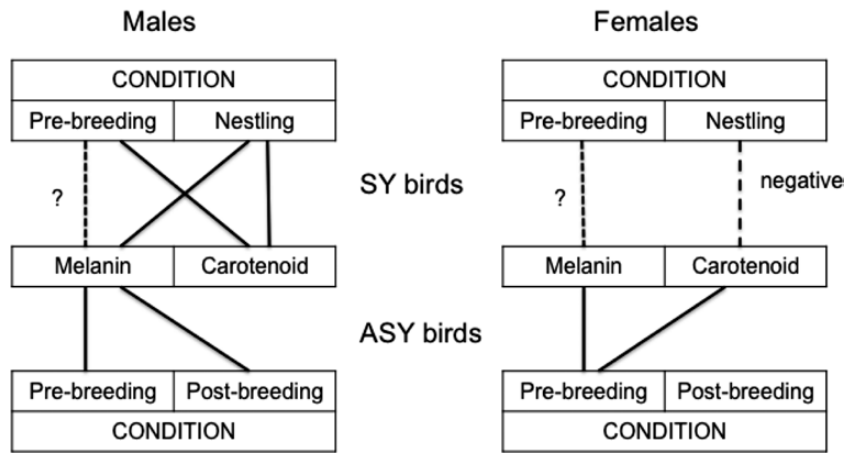 Males Females
CONDITION CONDITION
Pre-breeding Nestling Pre-breeding Nestling
? SY birds ? negative
Melanin Carotenoid Melanin Carotenoid
ASY birds
Pre-breeding Post-breeding Pre-breeding Post-breeding
CONDITION CONDITION